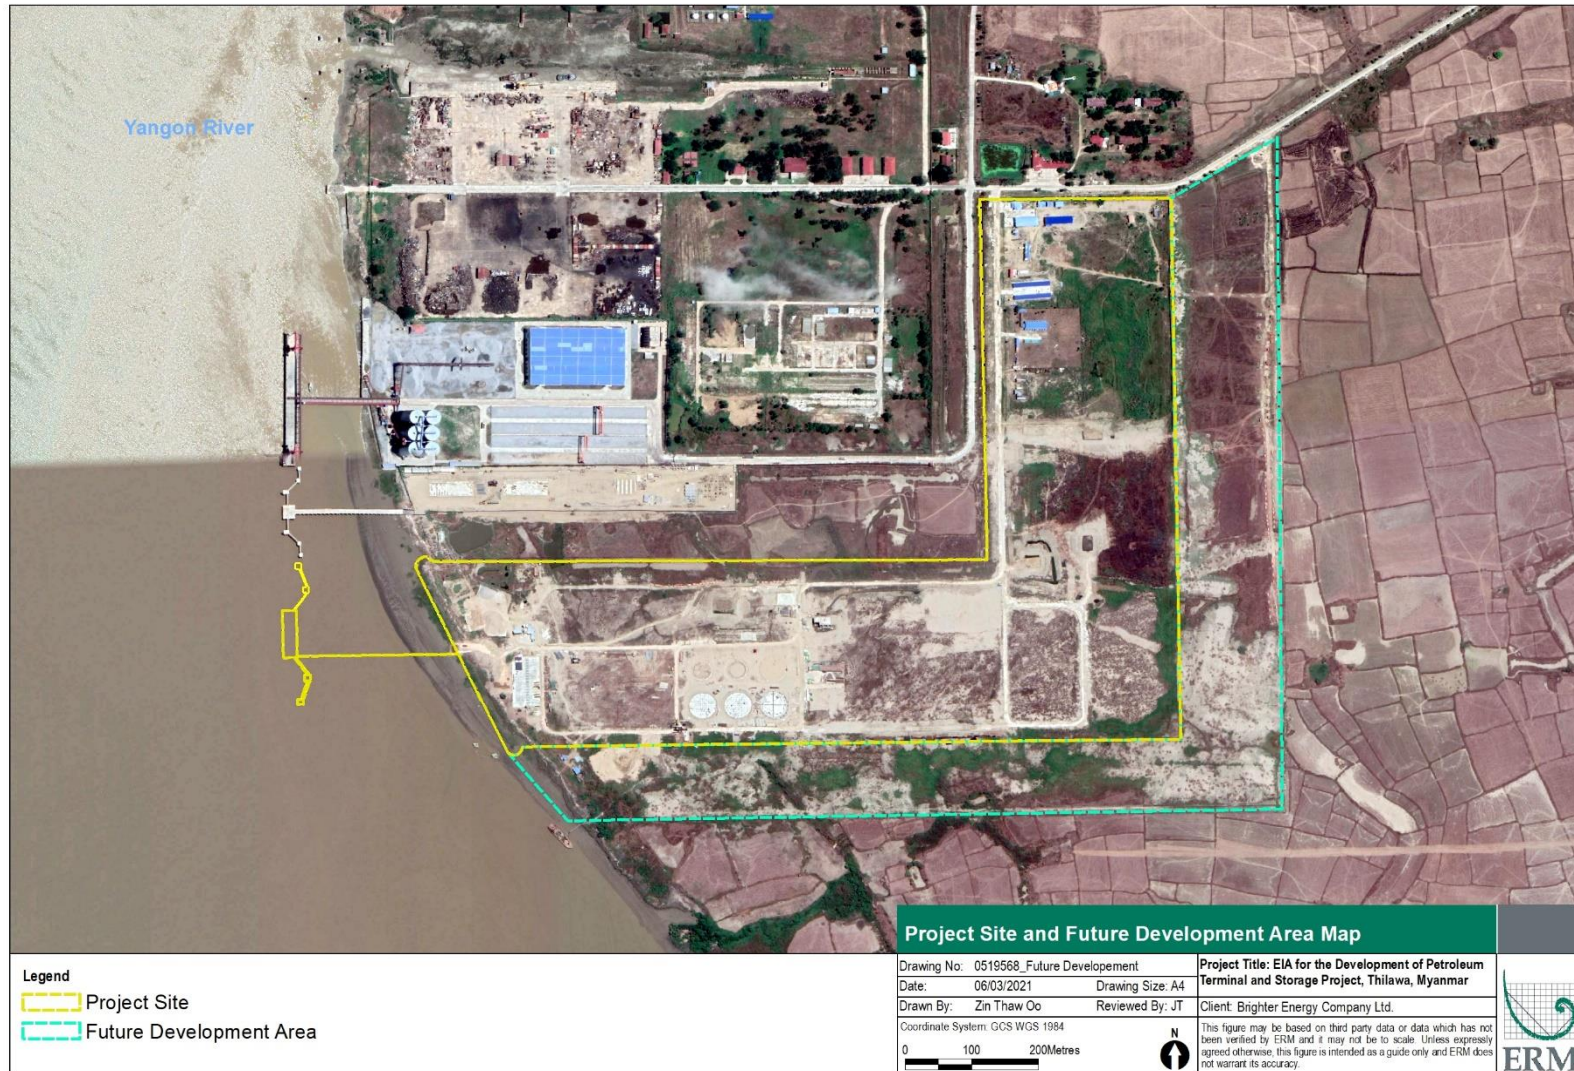 Yangon River
Legend
Project Site
Future Development Area
Project Site and Future Development Area Map
Drawing No: 0519568_Future Developement
Date: 06/03/2021 Drawing Size: A4
Drawn By: Zin Thaw Oo Reviewed By: JT
Coordinate System: GCS WGS 1984
0 100 200Metres
N
Project Title: EIA for the Development of Petroleum
Terminal and Storage Project, Thilawa, Myanmar
Client: Brighter Energy Company Ltd.
This figure may be based on third party data or data which has not
been verified by ERM and it may not be to scale. Unless expressly
agreed otherwise, this figure is intended as a guide only and ERM does
not warrant its accuracy.
ERM